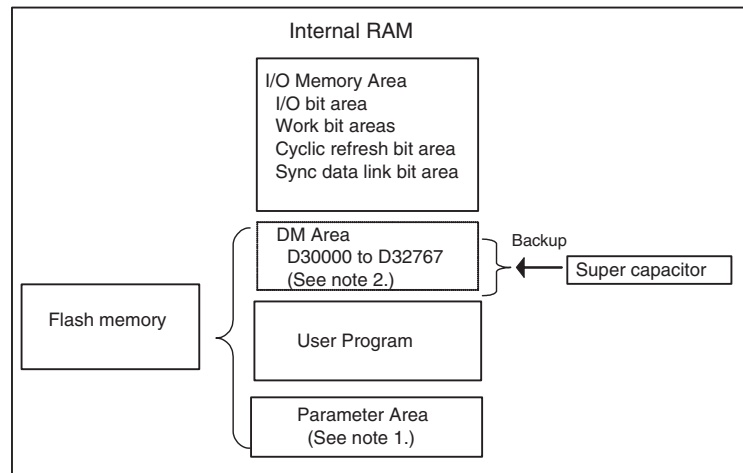 Internal RAM
I/O Memory Area
I/O bit area
Work bit areas
Cyclic refresh bit area
Sync data link bit area
DM Area
D30000 to D32767
(See note 2.)
Backup
Super capacitor
Flash memory
User Program
Parameter Area
(See note 1.)